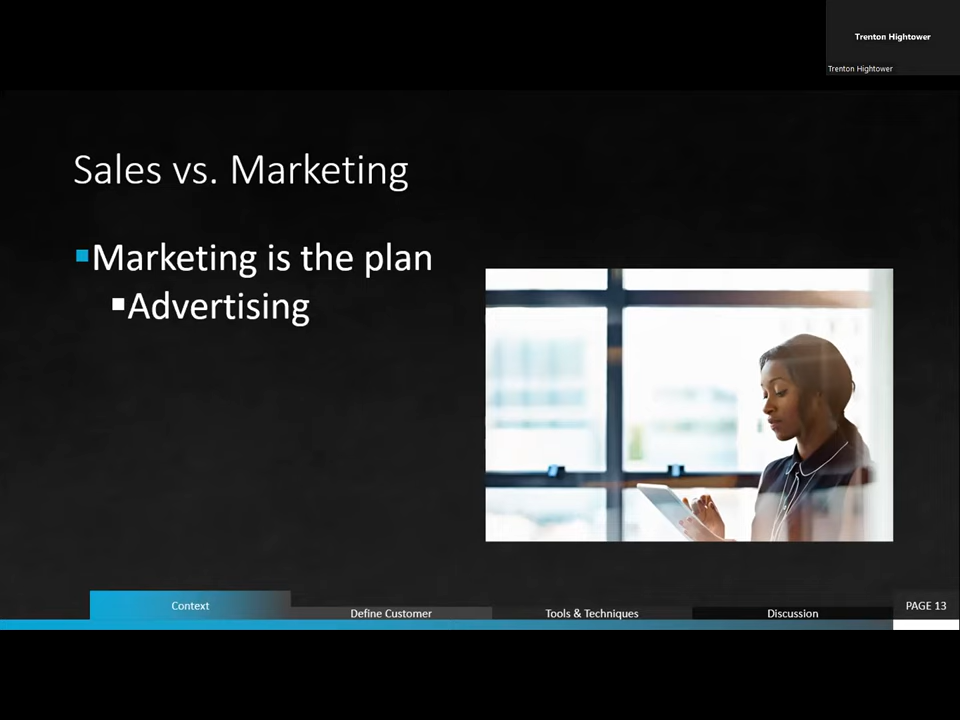 Trenton Hightower
Trenton Hightower
Sales vs. Marketing
▪Marketing is the plan
▪Advertising
Context
Define Customer
Tools & Techniques
Discussion
PAGE 13